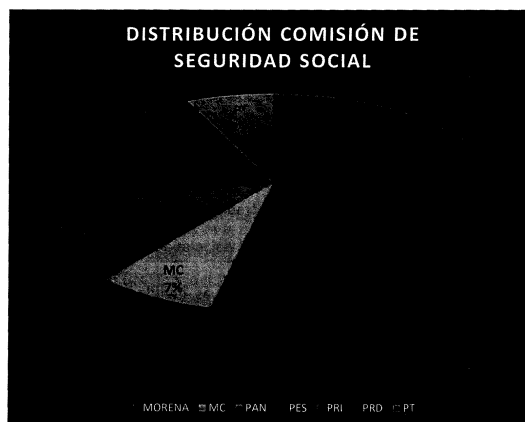 DISTRIBUCIÓN COMISIÓN DE
SEGURIDAD SOCIAL
MC
7%
MORENA MC PAN PES PRI PRD PT